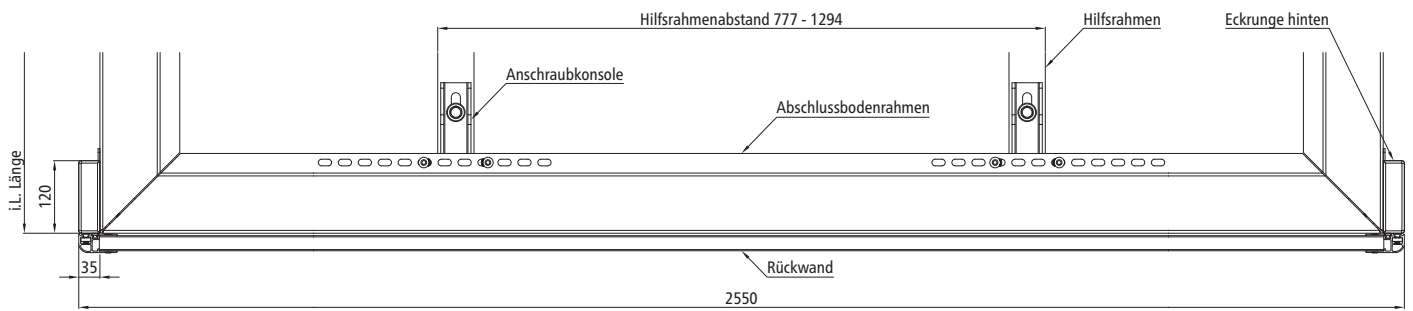 Hilfsrahmenabstand 777 - 1294
Hilfsrahmen
Eckrunge hinten
Anschraubkonsole
Abschlussbodenrahmen
i.L. Länge
120
35
Rückwand
2550